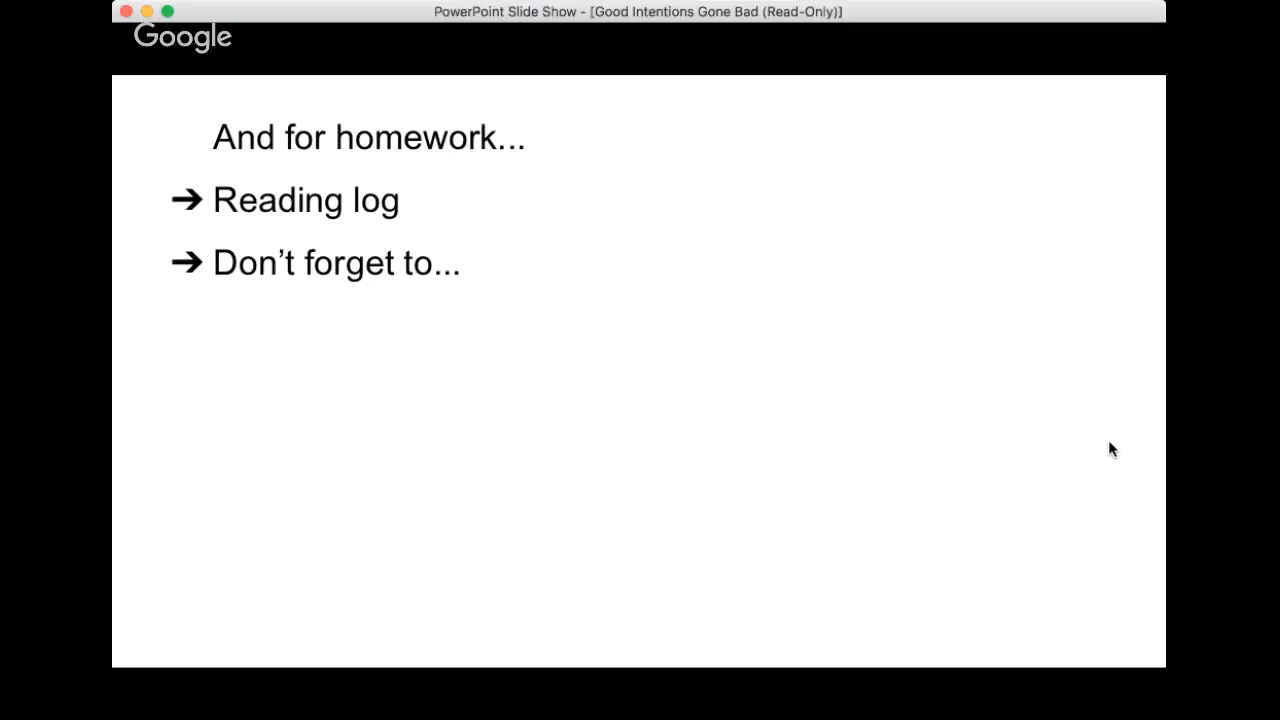 PowerPoint Slide Show - [Good Intentions Gone Bad (Read-Only)]
Google
And for homework...
➔ Reading log
➔ Don’t forget to...